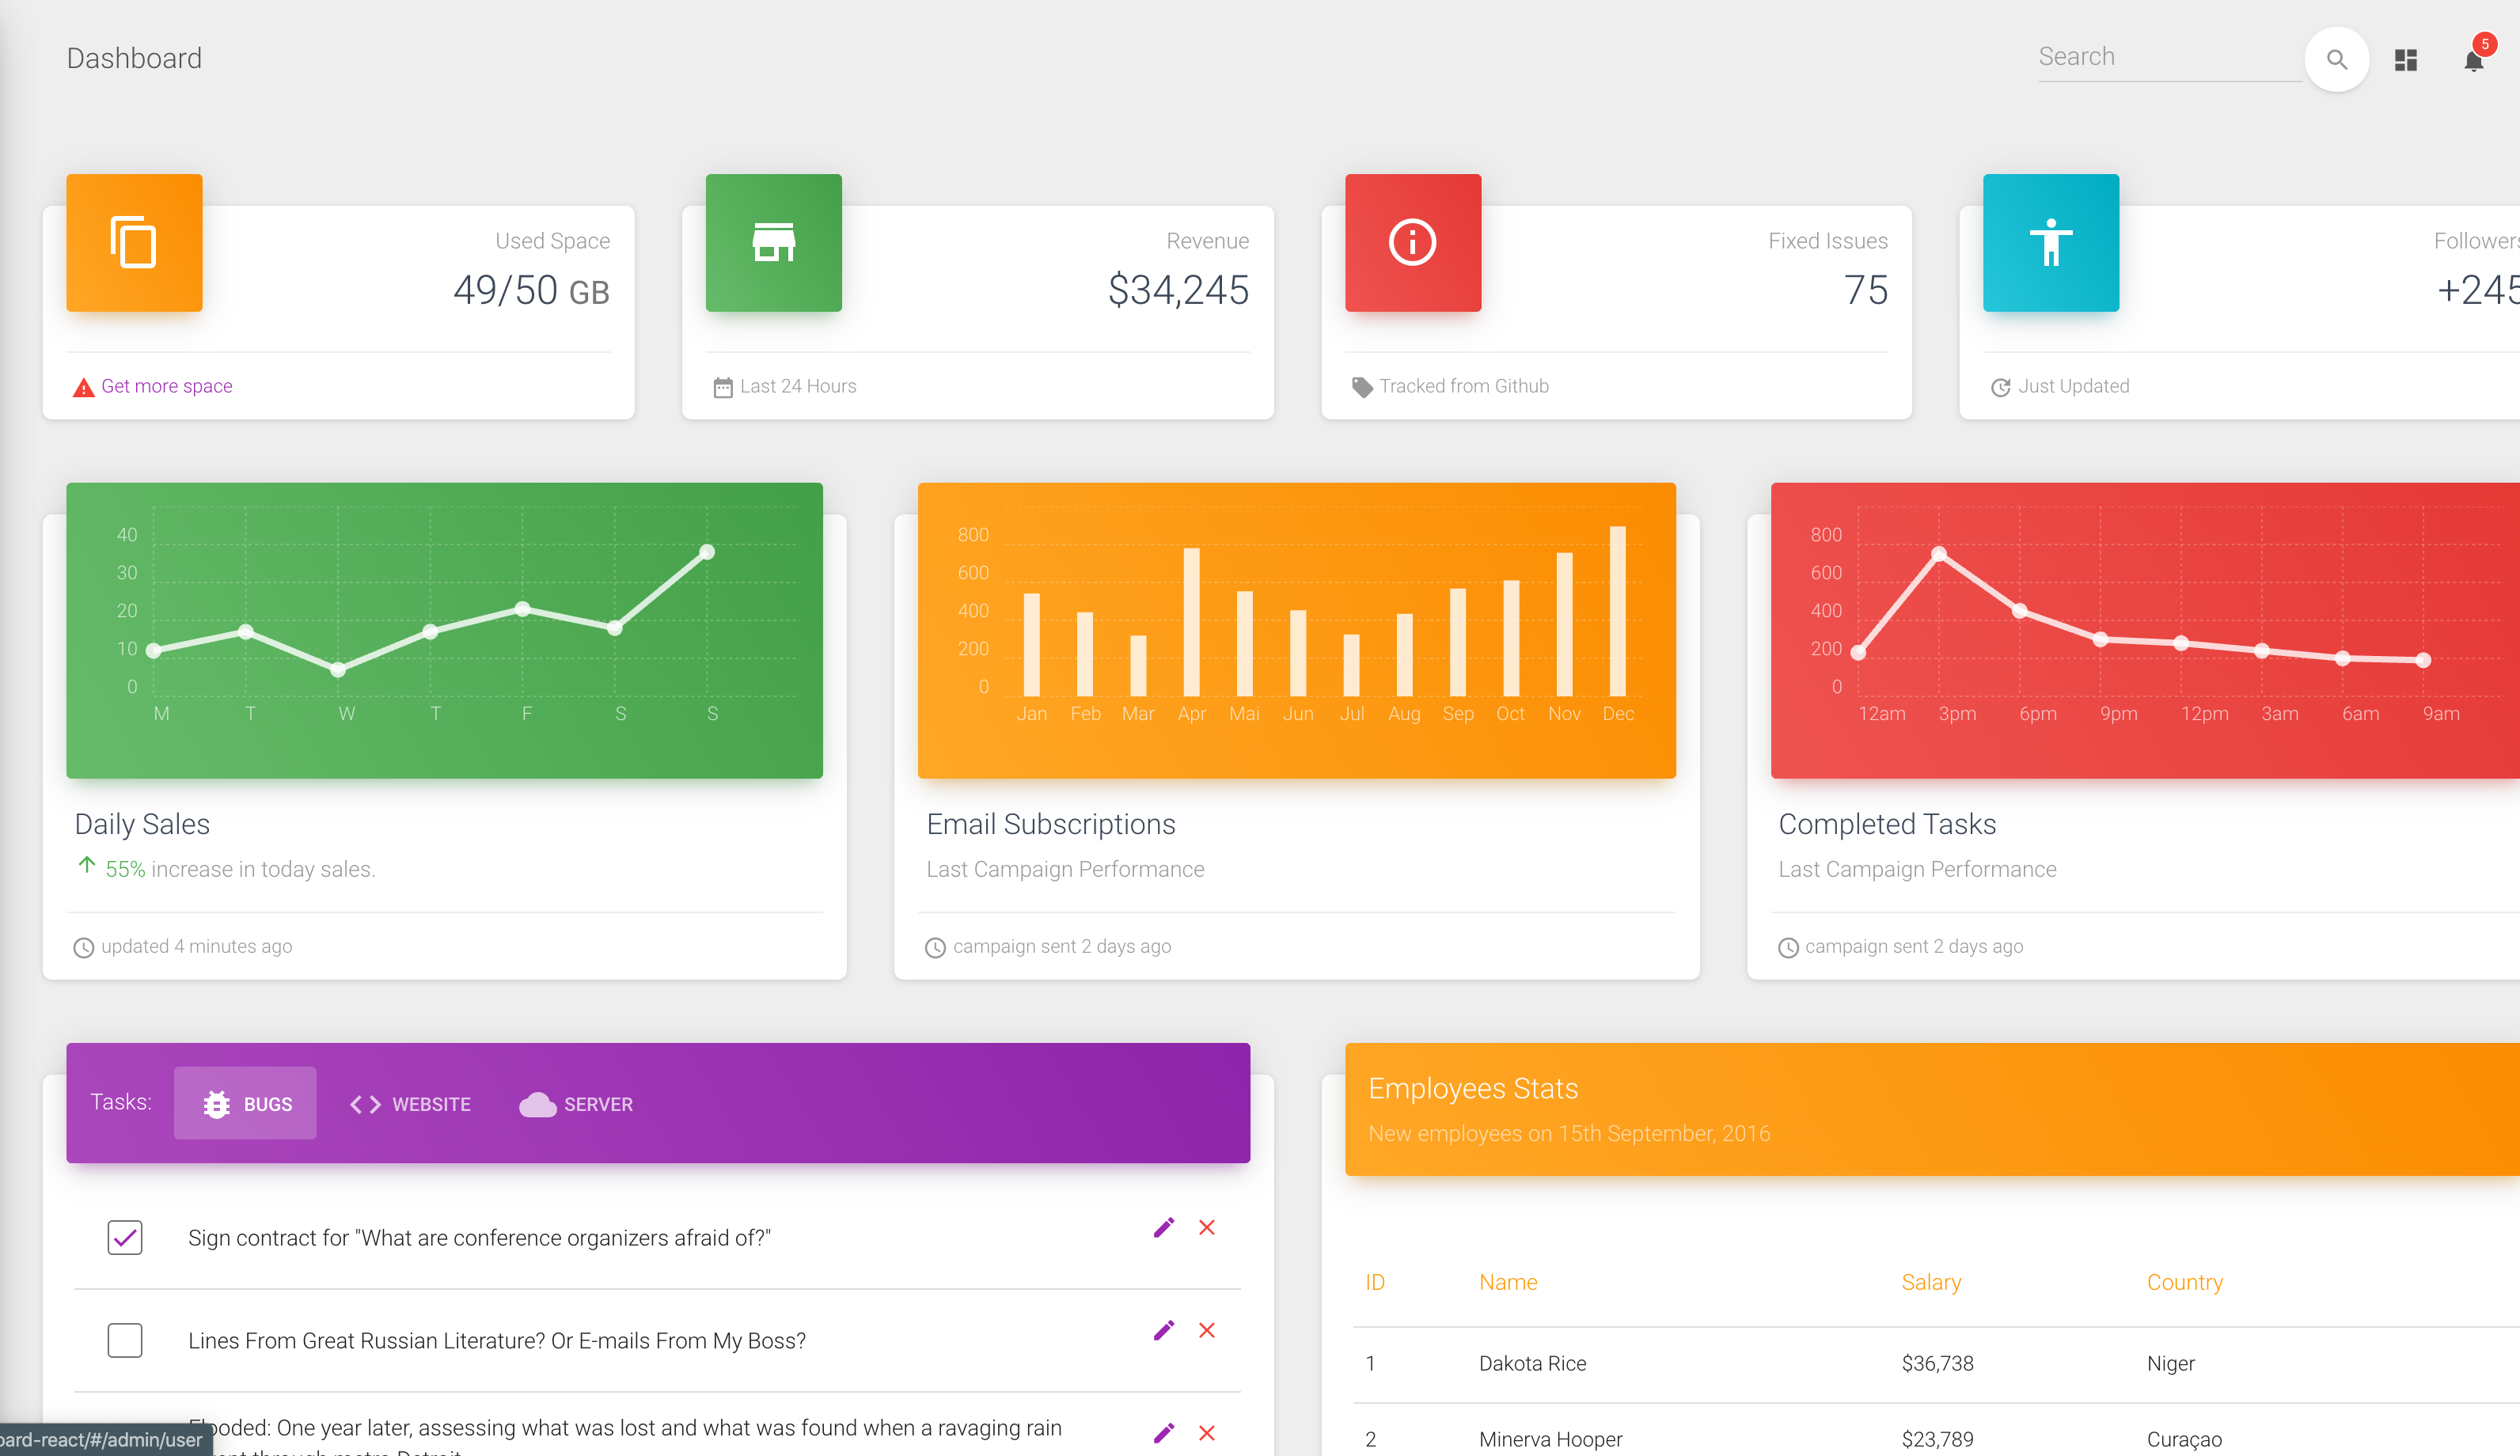 Dashboard
Search
5
Used Space
49/50 GB
Get more space
Revenue
$34,245
Last 24 Hours
Fixed Issues
75
Tracked from Github
Followers
+245
Just Updated
40
30
20
10
0
M T W T F S S
Daily Sales
55% increase in today sales.
updated 4 minutes ago
800
600
400
200
0
Jan Feb Mar Apr Mai Jun Jul Aug Sep Oct Nov Dec
Email Subscriptions
Last Campaign Performance
campaign sent 2 days ago
800
600
400
200
0
12am 3pm 6pm 9pm 12pm 3am 6am 9am
Completed Tasks
Last Campaign Performance
campaign sent 2 days ago
Tasks: BUGS WEBSITE SERVER
Sign contract for "What are conference organizers afraid of?"
Lines From Great Russian Literature? Or E-mails From My Boss?
Flooded: One year later, assessing what was lost and what was found when a ravaging rain
through metro Detroit
Employees Stats
New employees on 15th September, 2016
ID Name Salary Country
1 Dakota Rice $36,738 Niger
2 Minerva Hooper $23,789 Curaçao
oard-react/#/admin/user